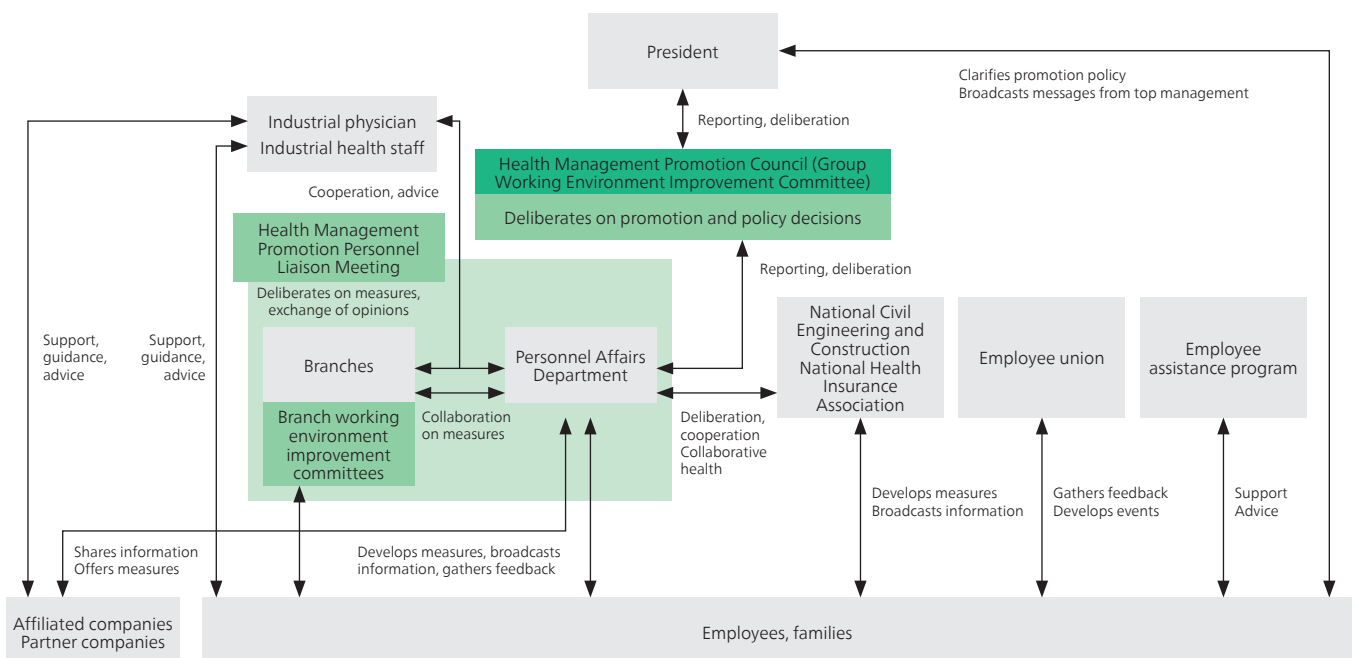 President
Clarifies promotion policy
Broadcasts messages from top management
Industrial physician
Industrial health staff
Reporting, deliberation
Health Management Promotion Council (Group
Working Environment Improvement Committee)
Deliberates on promotion and policy decisions
Cooperation, advice
Health Management
Promotion Personnel
Liaison Meeting
Reporting, deliberation
Deliberates on measures,
exchange of opinions
Support,
guidance,
advice
Support,
guidance,
advice
Branches
Personnel Affairs
Department
National Civil
Engineering and
Construction
National Health
Insurance
Association
Employee union
Employee
assistance program
Branch working
environment
improvement
committees
Collaboration
on measures
Deliberation,
cooperation
Collaborative
health
Develops measures
Broadcasts information
Gathers feedback
Develops events
Support
Advice
Shares information
Offers measures
Develops measures, broadcasts
information, gathers feedback
Affiliated companies
Partner companies
Employees, families